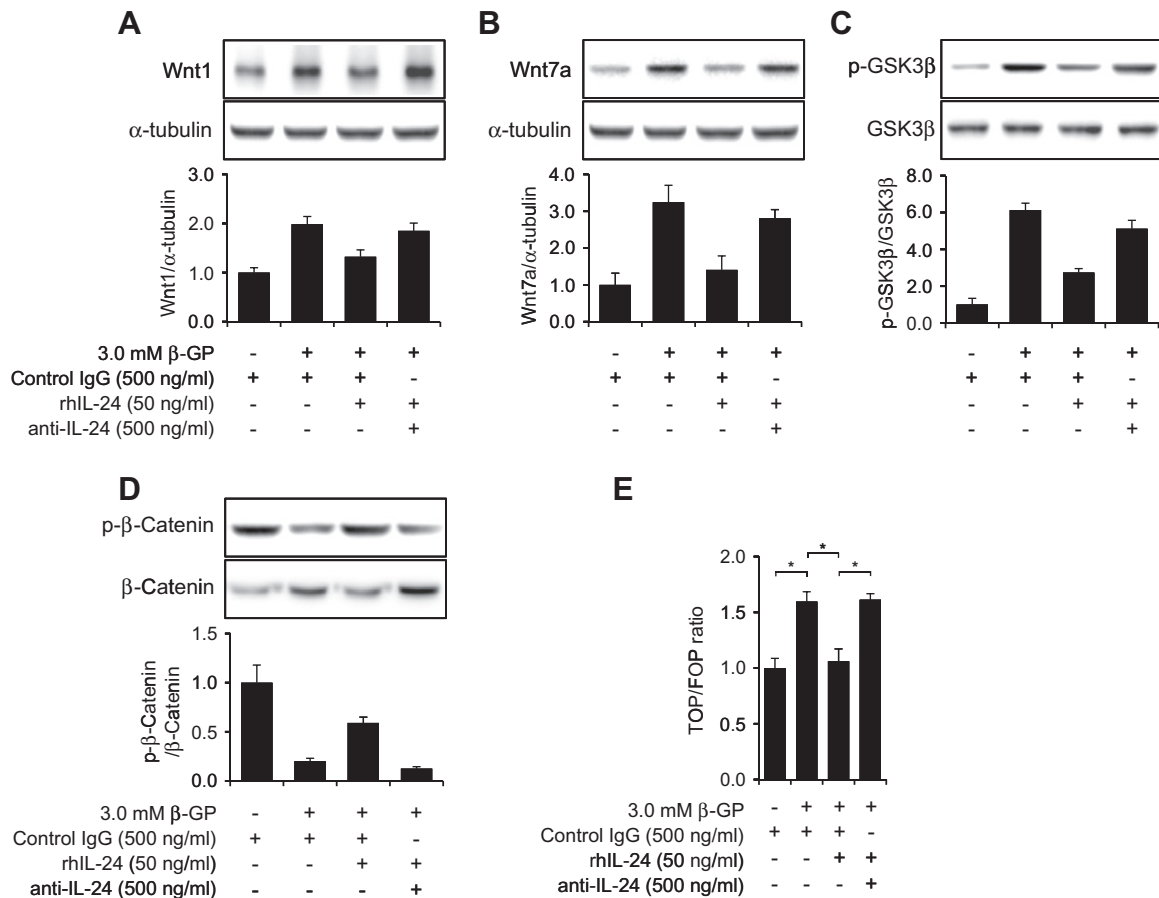 A
Wnt1
α-tubulin
Wnt1/α-tubulin
3.0
2.0
1.0
0.0
3.0 mM β-GP - + + +
Control IgG (500 ng/ml) + + + -
rhIL-24 (50 ng/ml) - - + +
anti-IL-24 (500 ng/ml) - - - +
B
Wnt7a
α-tubulin
Wnt7a/α-tubulin
4.0
3.0
2.0
1.0
0.0
- + + +
+ + + -
- - + +
- - - +
C
p-GSK3β
GSK3β
p-GSK3β/GSK3β
8.0
6.0
4.0
2.0
0.0
- + + +
+ + + -
- - + +
- - - +
D
p-β-Catenin
β-Catenin
p-β-Catenin
/β-Catenin
1.5
1.0
0.5
0.0
3.0 mM β-GP - + + +
Control IgG (500 ng/ml) + + + -
rhIL-24 (50 ng/ml) - - + +
anti-IL-24 (500 ng/ml) - - - +
E
TOP/FOP ratio
2.0
1.5
1.0
0.5
0.0
* * *
3.0 mM β-GP - + + +
Control IgG (500 ng/ml) + + + -
rhIL-24 (50 ng/ml) - - + +
anti-IL-24 (500 ng/ml) - - - +